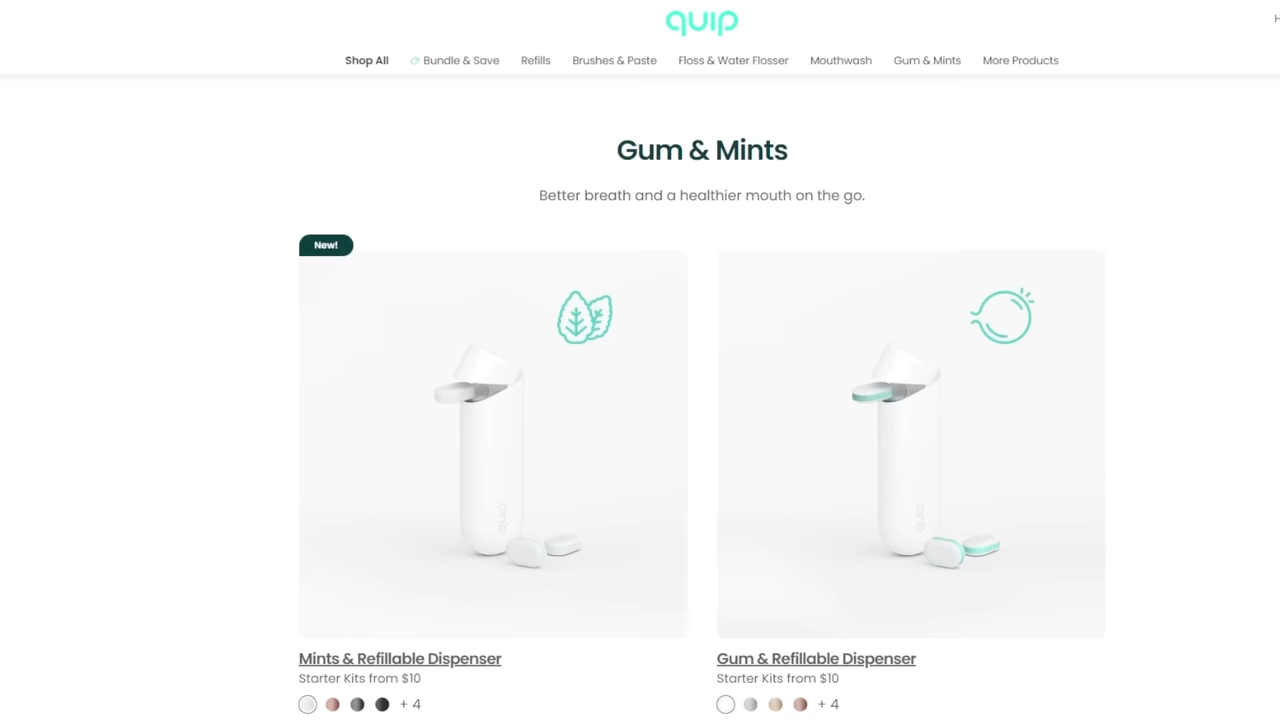 quip
Shop All Bundle & Save Refills Brushes & Paste Floss & Water Flosser Mouthwash Gum & Mints More Products
Gum & Mints
Better breath and a healthier mouth on the go.
New!
quip
quip
Mints & Refillable Dispenser
Starter Kits from $10
+ 4
Gum & Refillable Dispenser
Starter Kits from $10
+ 4